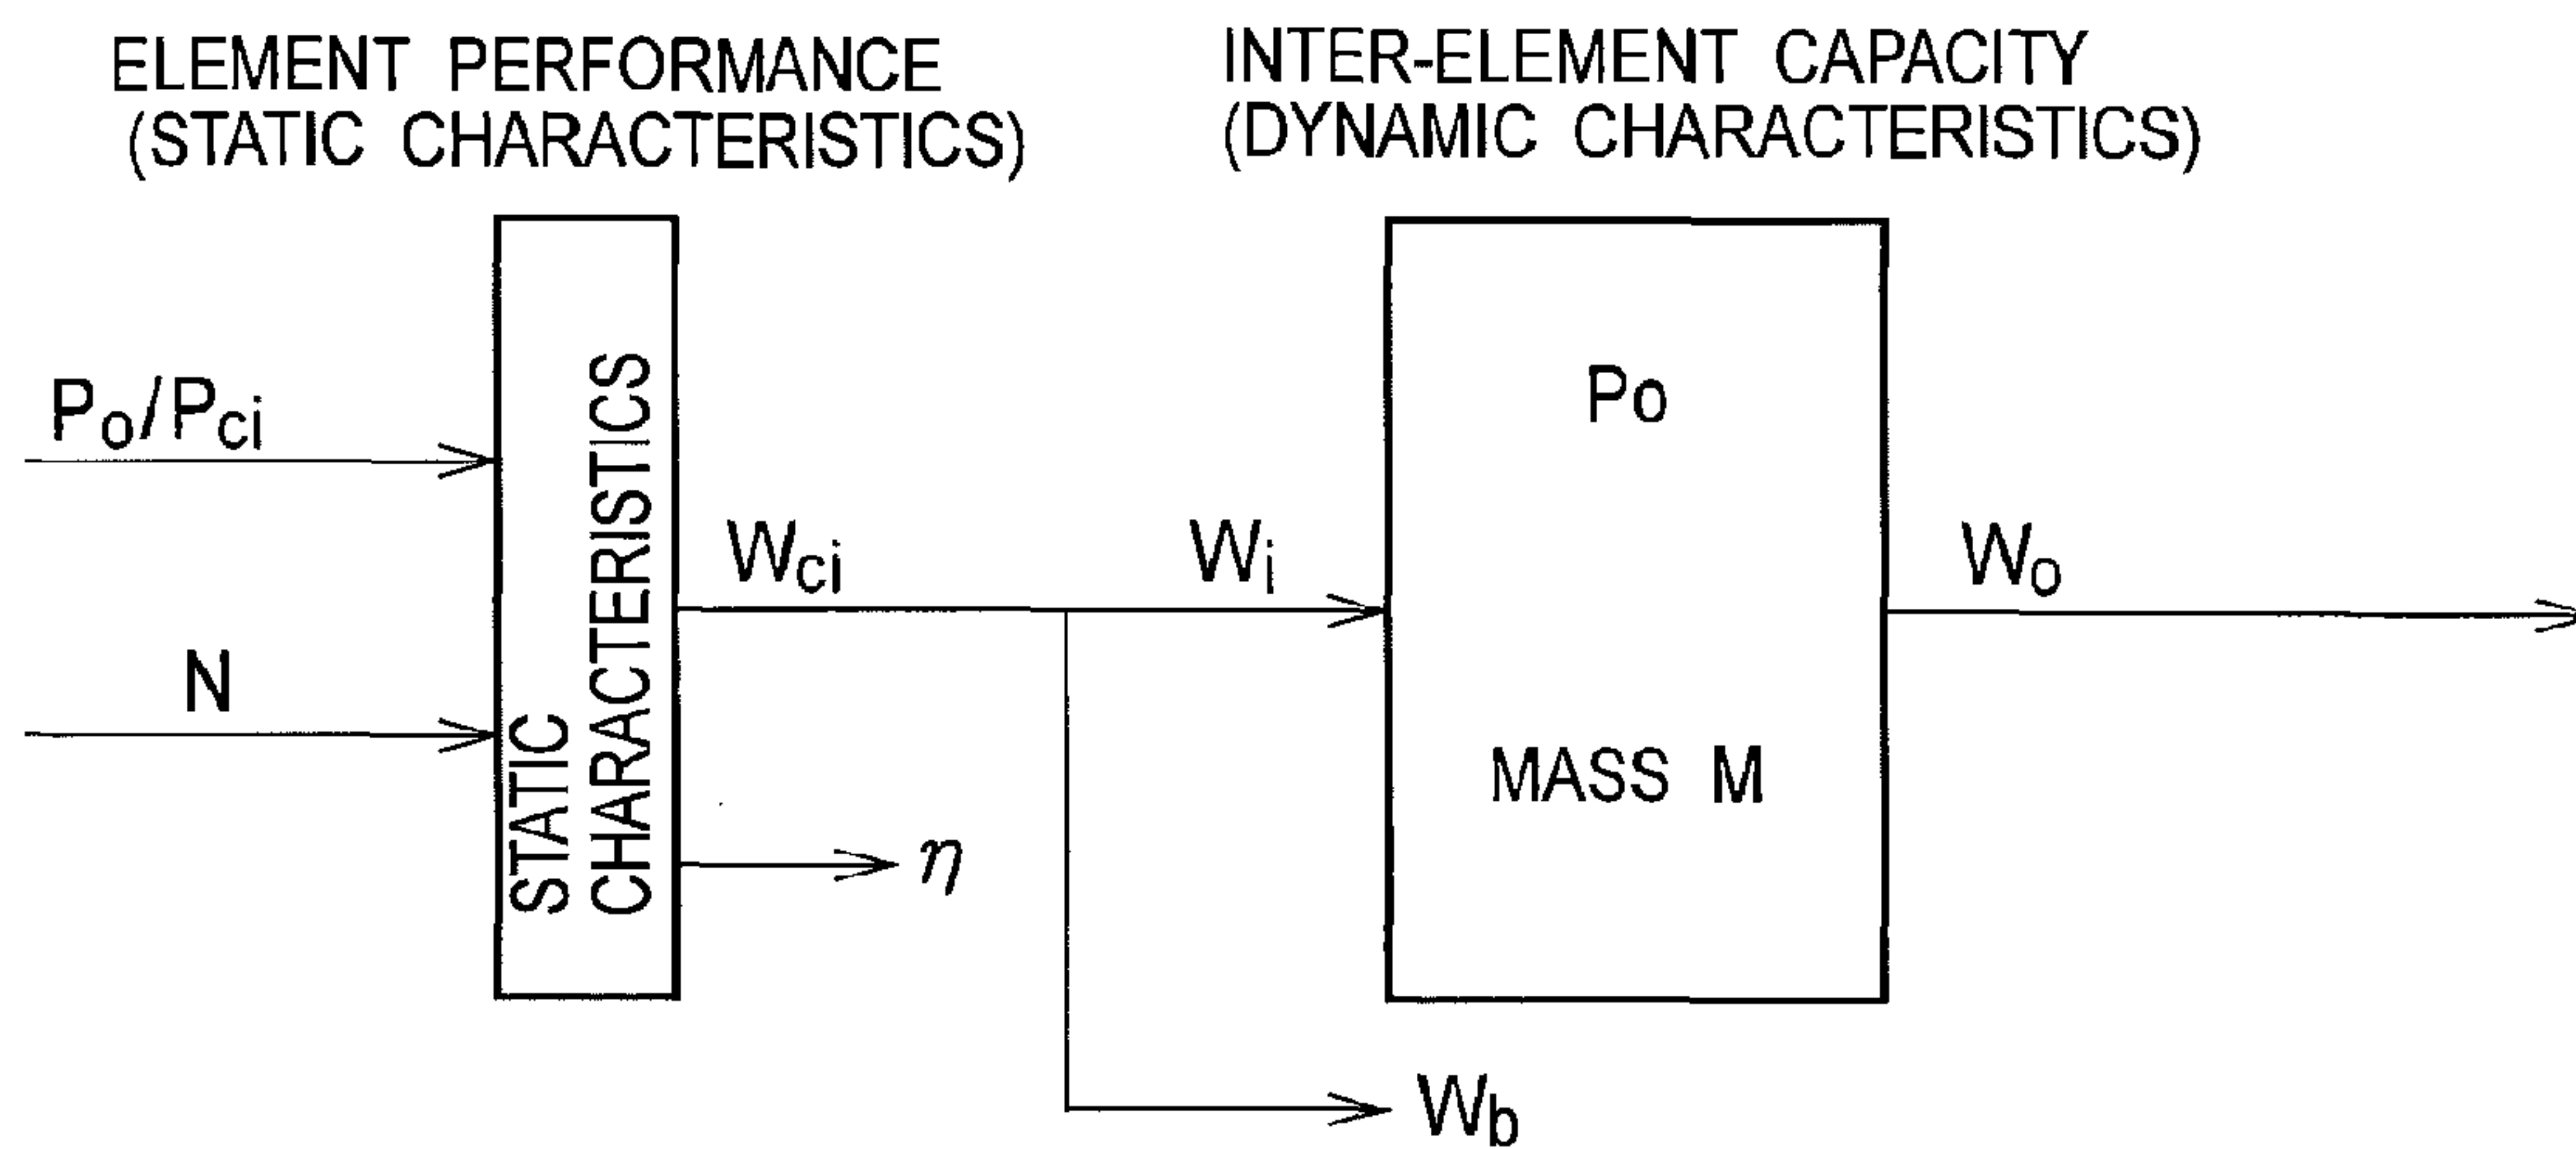 ELEMENT PERFORMANCE
(STATIC CHARACTERISTICS)
INTER-ELEMENT CAPACITY
(DYNAMIC CHARACTERISTICS)
Po/Pci
N
STATIC
CHARACTERISTICS
Wci
η
Wi
Wb
Po
MASS M
Wo